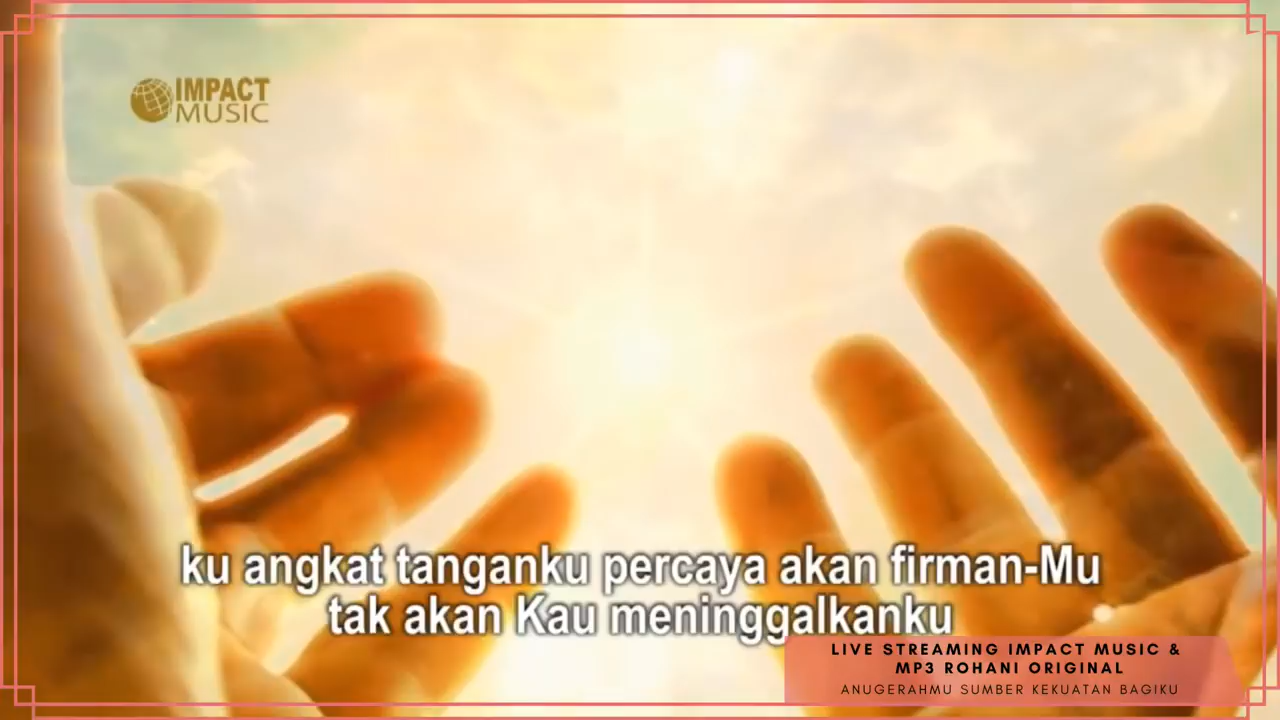 IMPACT
MUSIC
ku angkat tanganku percaya akan firman-Mu
tak akan Kau meninggalkanku
LIVE STREAMING IMPACT MUSIC &
MP3 ROHANI ORIGINAL
ANUGERAHMU SUMBER KEKUATAN BAGIKU